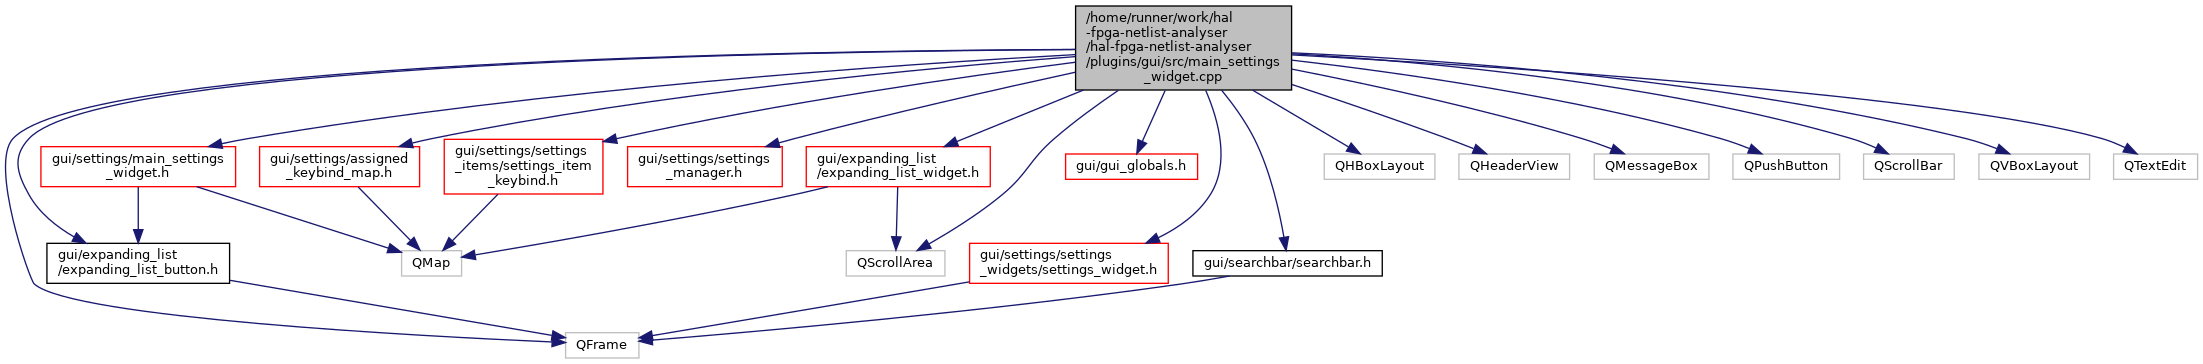 /home/runner/work/hal
-fpga-netlist-analyser
/hal-fpga-netlist-analyser
/plugins/gui/src/main_settings
_widget.cpp
gui/settings/main_settings
_widget.h
gui/settings/assigned
_keybind_map.h
gui/settings/settings
_items/settings_item
_keybind.h
gui/settings/settings
_manager.h
gui/expanding_list
/expanding_list_widget.h
gui/gui_globals.h
QHBoxLayout
QHeaderView
QMessageBox
QPushButton
QScrollBar
QVBoxLayout
QTextEdit
gui/expanding_list
/expanding_list_button.h
QMap
QScrollArea
gui/settings/settings
_widgets/settings_widget.h
gui/searchbar/searchbar.h
QFrame